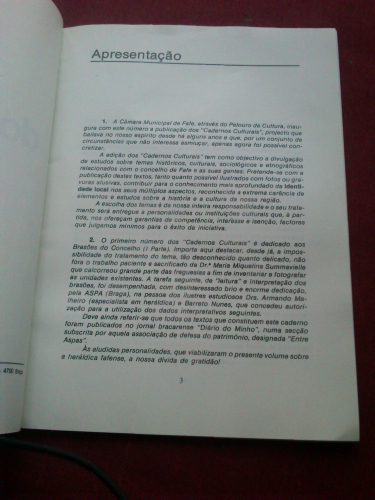 Apresentação
1. A Câmara Municipal de Fafe, através do Pelouro da Cultura, inau-
gura com este número a publicação dos "Cadernos Culturais", projecto que
bailava no nosso espírito desde há alguns anos e que, por um conjunto de
circunstâncias que não interessa esmiuçar, apenas agora foi possível con-
cretizar.
A edição dos "Cadernos Culturais" tem como objectivo a divulgação
de estudos sobre temas históricos, culturais, sociológicos e etnográficos
relacionados com o concelho de Fafe e as suas gentes. Pretende-se com a
publicação destes textos, tanto quanto possível ilustrados com fotos ou gra-
vuras alusivas, contribuir para o conhecimento mais aprofundado da identi-
dade local nos seus múltiplos aspectos, reconhecida a extrema carência de
elementos e estudos sobre a história e a cultura da nossa região.
A escolha dos temas é da nossa inteira responsabilidade e o seu trata-
mento será entregue a personalidades ou instituições culturais que, à par-
tida, nos ofereçam garantias de competência, interesse e isenção, factores
que julgamos mínimos para o êxito da iniciativa.
2. O primeiro número dos "Cadernos Culturais" é dedicado aos
Brasões do Concelho (I Parte). Importa aqui destacar, desde já, a impos-
sibilidade do tratamento do tema, tão desconhecido quanto delicado, não
fora o trabalho paciente e sacrificado da Dr.ª Maria Miquelina Summavielle
que calcorreou grande parte das freguesias a fim de inventariar e fotografar
as unidades existentes. A tarefa seguinte, de "leitura" e interpretação dos
brasões, foi desempenhada, com desinteressado brio e enorme dedicação,
pela ASPA (Braga), na pessoa dos ilustres estudiosos Drs. Armando Ma-
lheiro (especialista em heráldica) e Barreto Nunes, que concedeu autori-
zação para a utilização dos dados interpretativos seguintes.
Deve ainda referir-se que todos os textos que constituem este caderno
foram publicados no jornal bracarense "Diário do Minho", numa secção
subscrita por aquela associação de defesa do património, designada "Entre
Aspas".
Às aludidas personalidades, que viabilizaram o presente volume sobre
a heráldica fafense, a nossa dívida de gratidão!
3